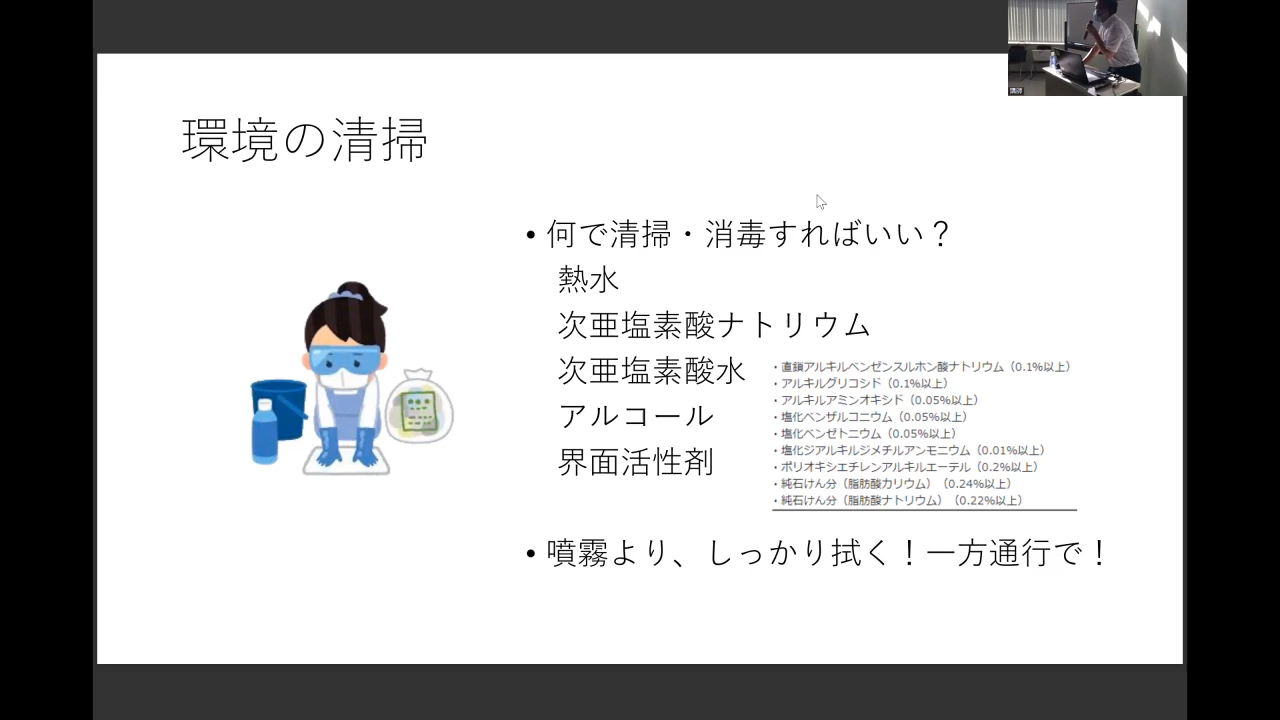 講師
環境の清掃
• 何で清掃・消毒すればいい？
熱水
次亜塩素酸ナトリウム
次亜塩素酸水
アルコール
界面活性剤
・直鎖アルキルベンゼンスルホン酸ナトリウム（0.1%以上）
・アルキルグリコシド（0.1%以上）
・アルキルアミンオキシド（0.05%以上）
・塩化ベンザルコニウム（0.05%以上）
・塩化ベンゼトニウム（0.05%以上）
・塩化ジアルキルジメチルアンモニウム（0.01%以上）
・ポリオキシエチレンアルキルエーテル（0.2%以上）
・純石けん分（脂肪酸カリウム）（0.24%以上）
・純石けん分（脂肪酸ナトリウム）（0.22%以上）
• 噴霧より、しっかり拭く！一方通行で！